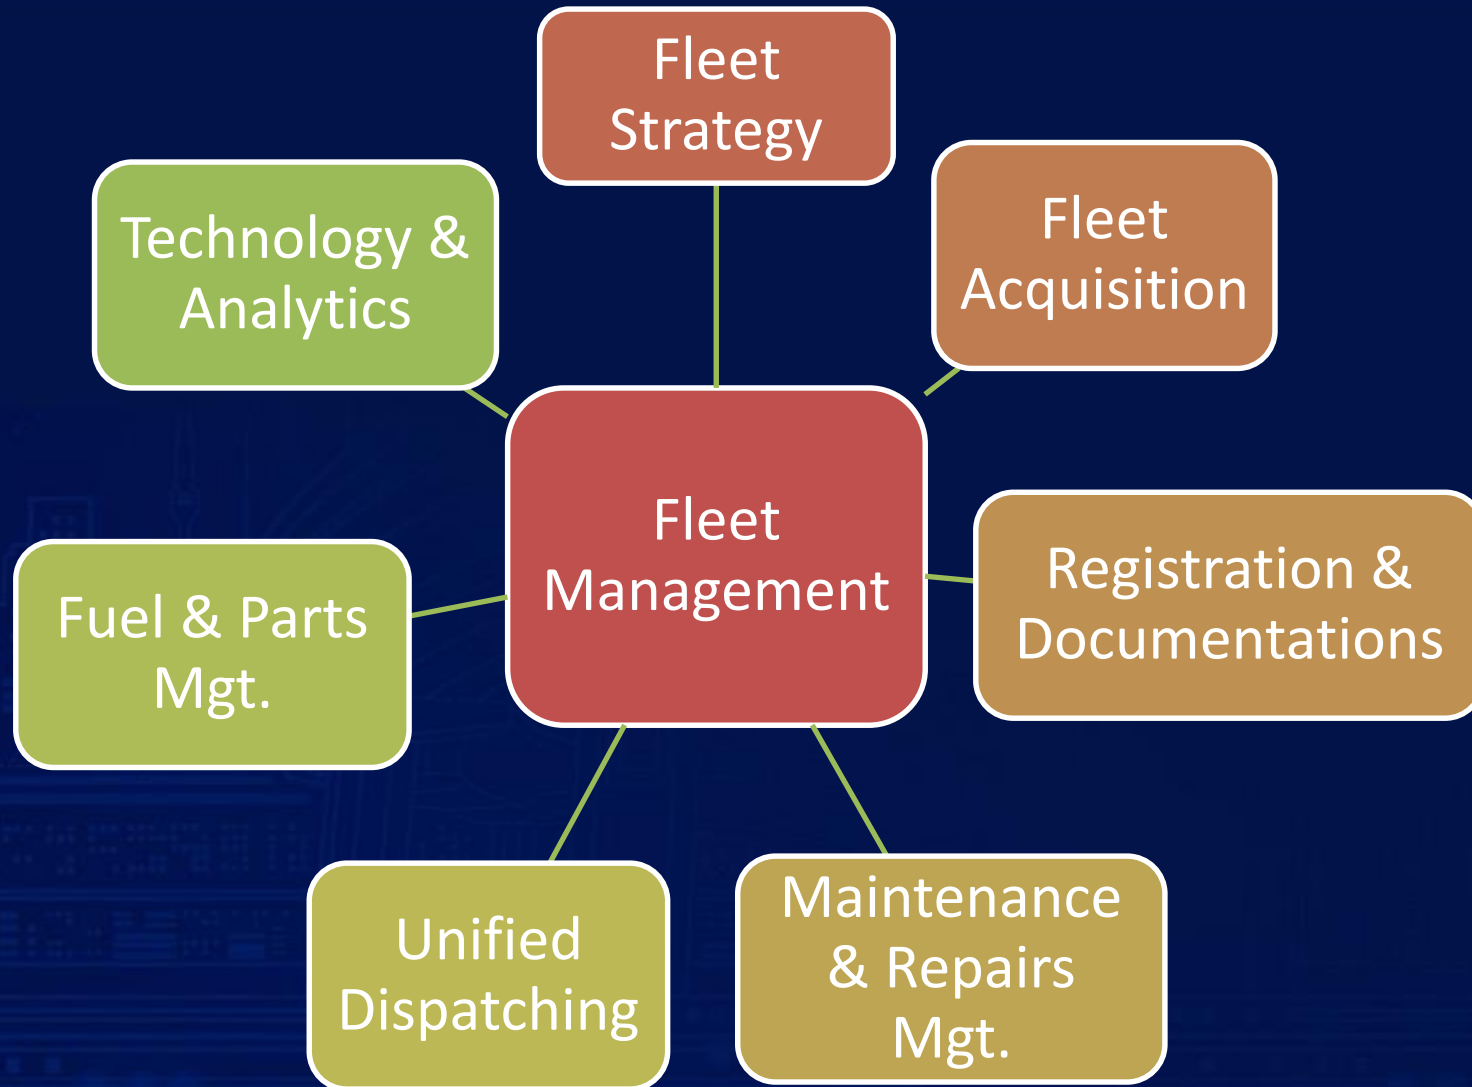 Fleet
Strategy
Fleet
Acquisition
Registration &
Documentations
Maintenance
& Repairs
Mgt.
Unified
Dispatching
Fuel & Parts
Mgt.
Technology &
Analytics
Fleet
Management